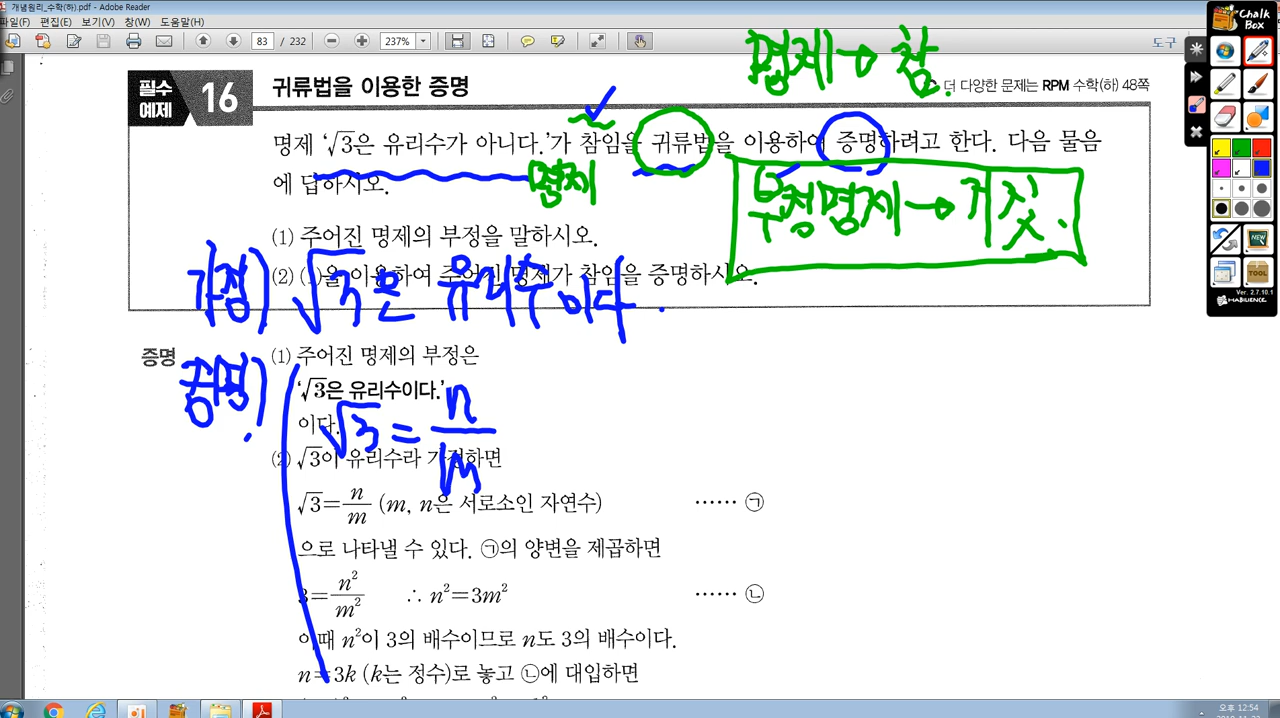 개념원리_수학(하).pdf - Adobe Reader
파일(F) 편집(E) 보기(V) 창(W) 도움말(H)
83 / 232 237%
도구
Chalk Box
Ver. 2.7.10.1
HABLIENCE
TOOL
NEW
명제→참.
필수 예제 16 귀류법을 이용한 증명
더 다양한 문제는 RPM 수학(하) 48쪽
명제 '√3은 유리수가 아니다.'가 참임을 귀류법을 이용하여 증명하려고 한다. 다음 물음
에 답하시오.
명제
부정명제→거짓.
(1) 주어진 명제의 부정을 말하시오.
(2) (1)을 이용하여 주어진 명제가 참임을 증명하시오.
가정) √3은 유리수이다.
증명
증명)
(1) 주어진 명제의 부정은
'√3은 유리수이다.'
이다.
√3 = n/m
(2) √3이 유리수라 가정하면
√3=n/m (m, n은 서로소인 자연수) …… ㉠
으로 나타낼 수 있다. ㉠의 양변을 제곱하면
3=n²/m² ∴ n²=3m² …… ㉡
이때 n²이 3의 배수이므로 n도 3의 배수이다.
n=3k (k는 정수)로 놓고 ㉡에 대입하면
오후 12:54